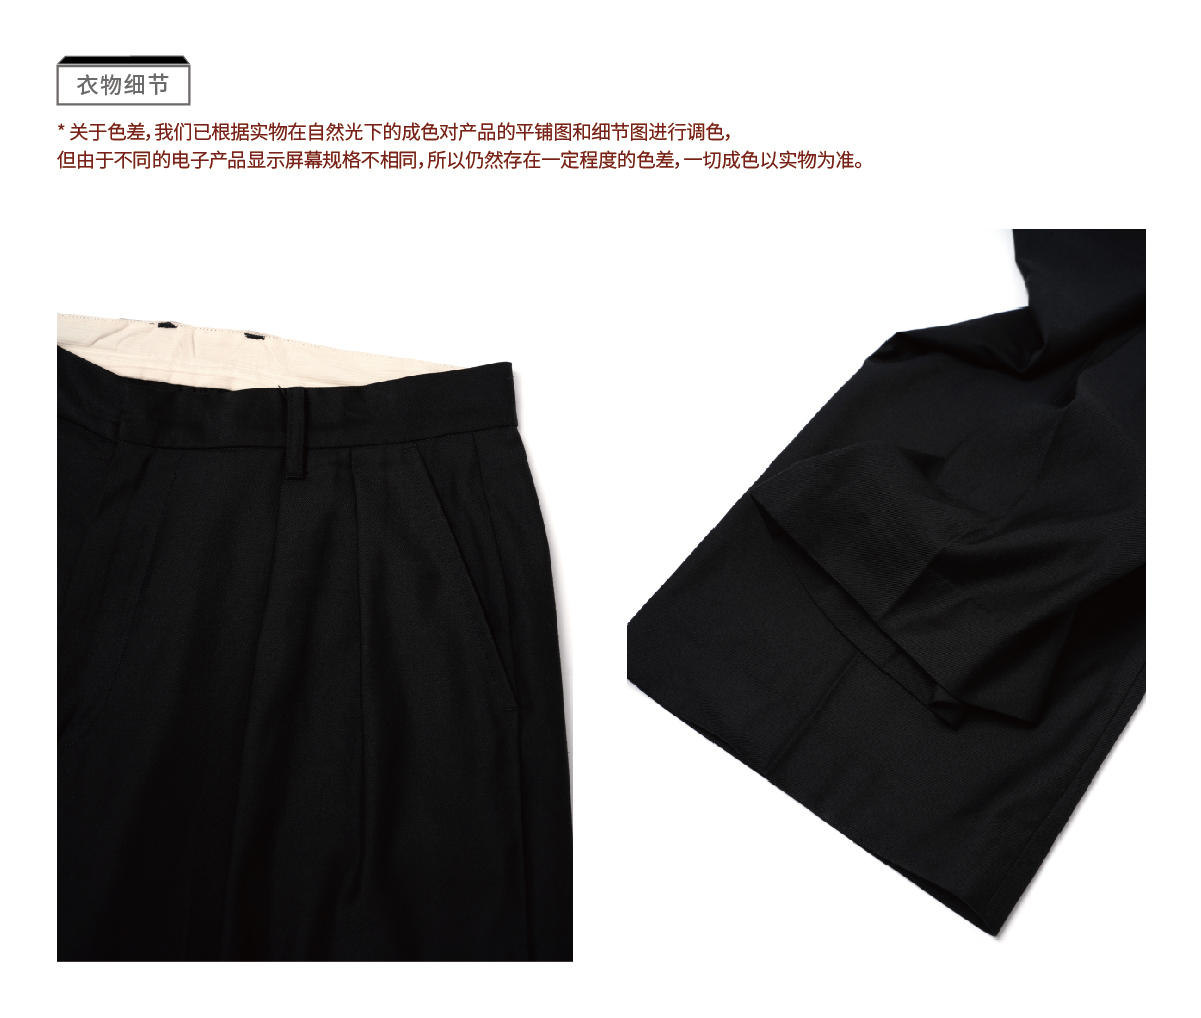 衣物细节
* 关于色差，我们已根据实物在自然光下的成色对产品的平铺图和细节图进行调色，
但由于不同的电子产品显示屏幕规格不相同，所以仍然存在一定程度的色差，一切成色以实物为准。